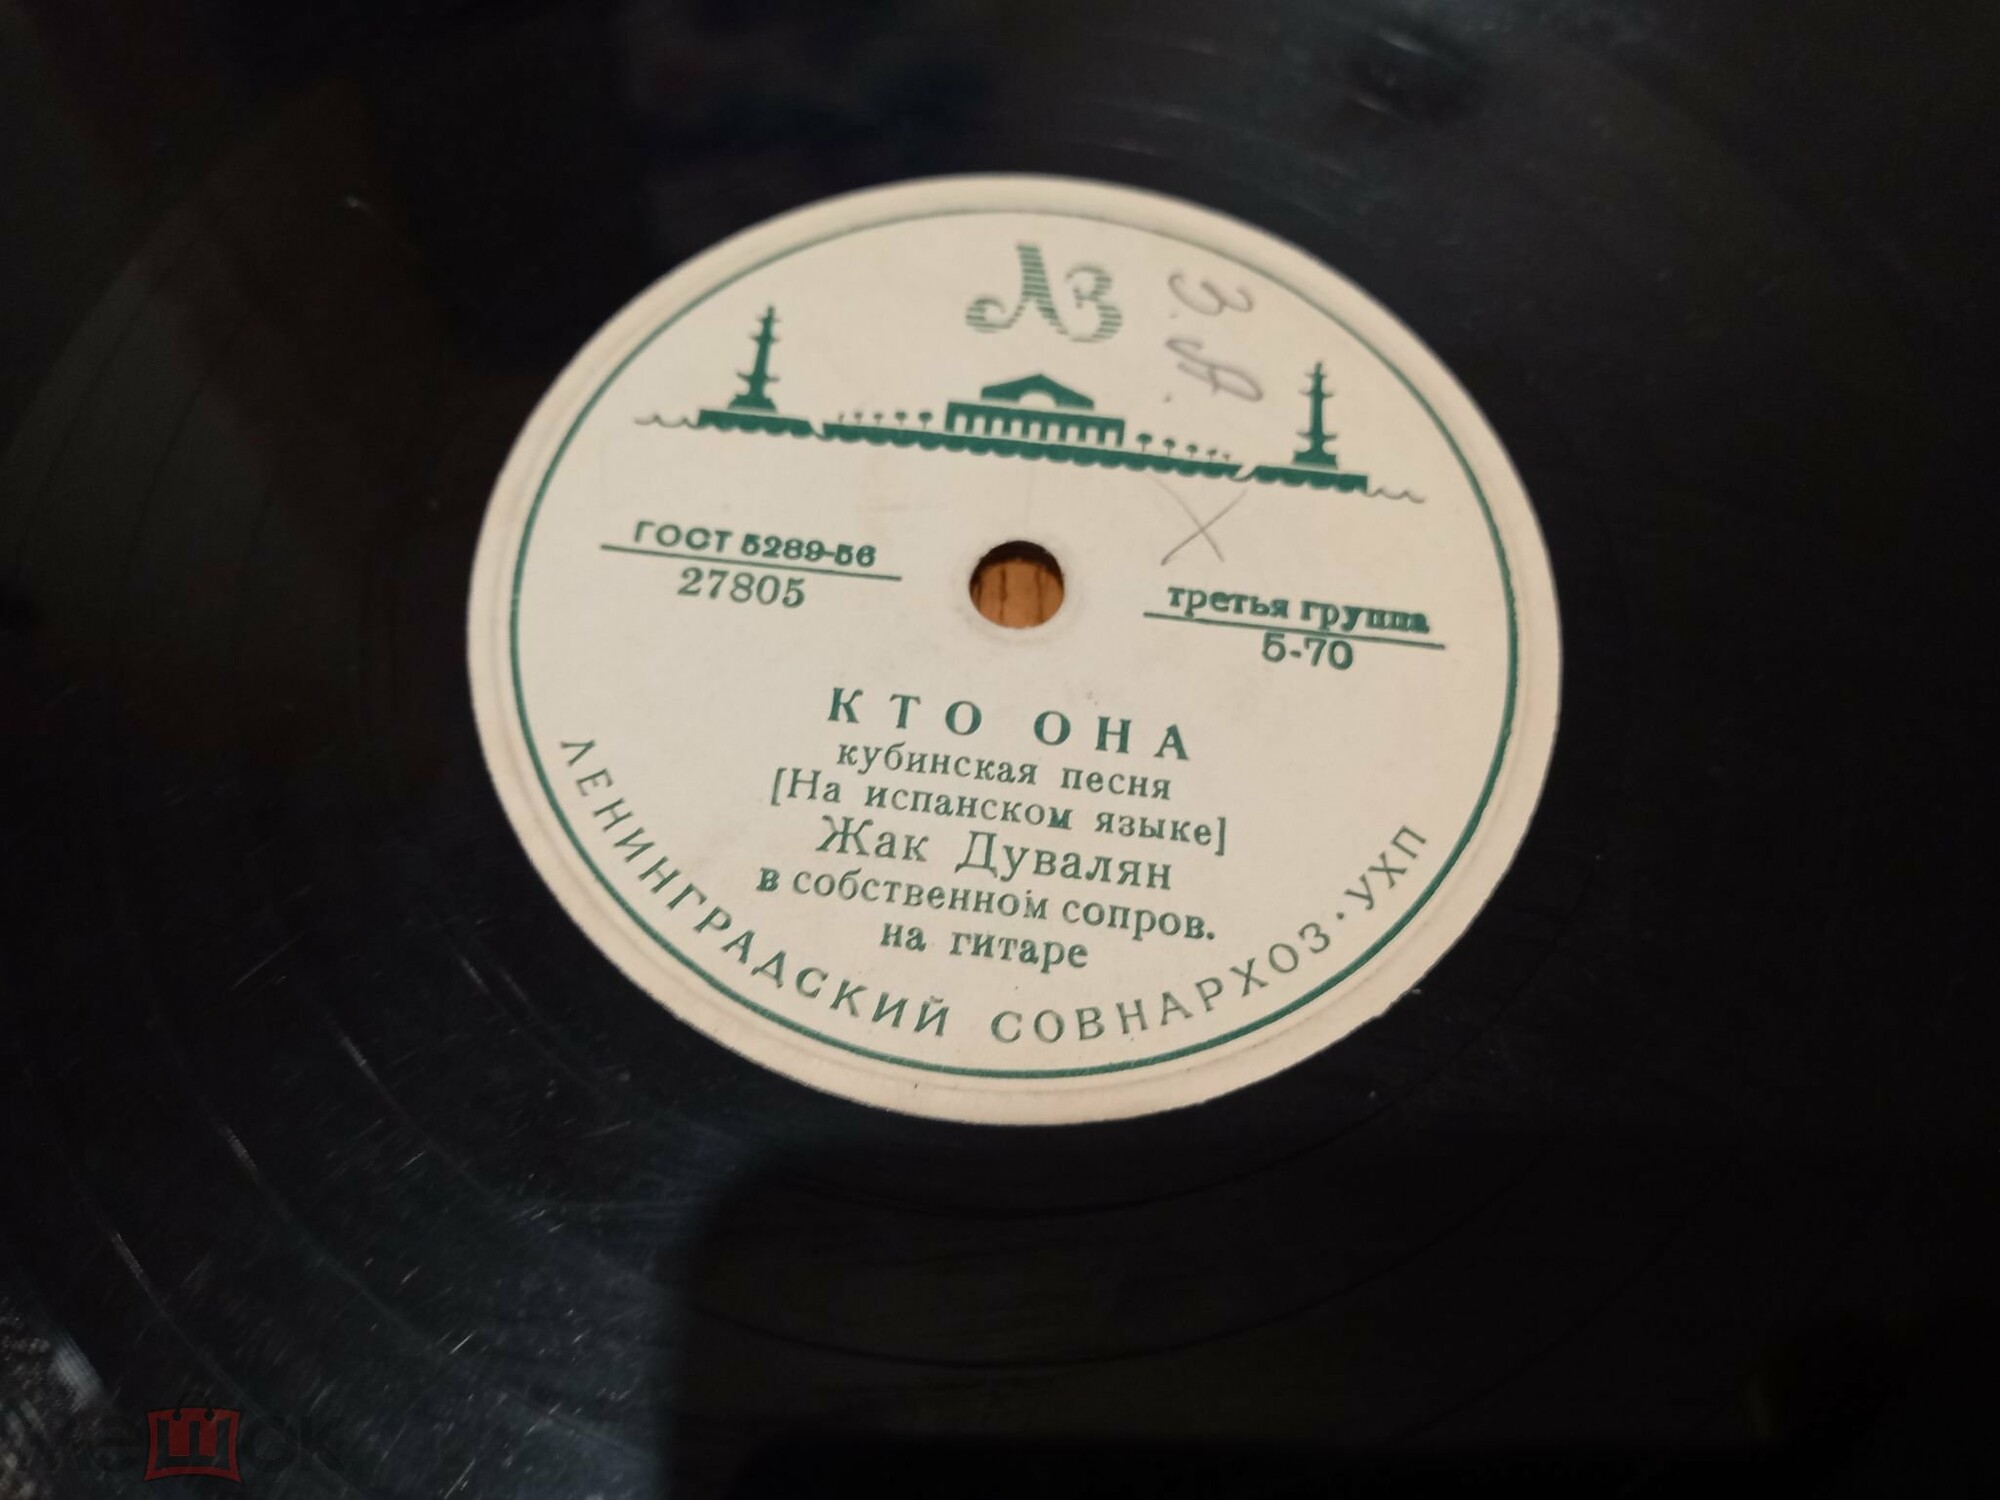 ЛЗ
ГОСТ 5289-56
27805
третья группа
5-70
КТО ОНА
кубинская песня
[На испанском языке]
Жак Дувалян
в собственном сопров.
на гитаре
ЛЕНИНГРАДСКИЙ СОВНАРХОЗ · УХП
мешок